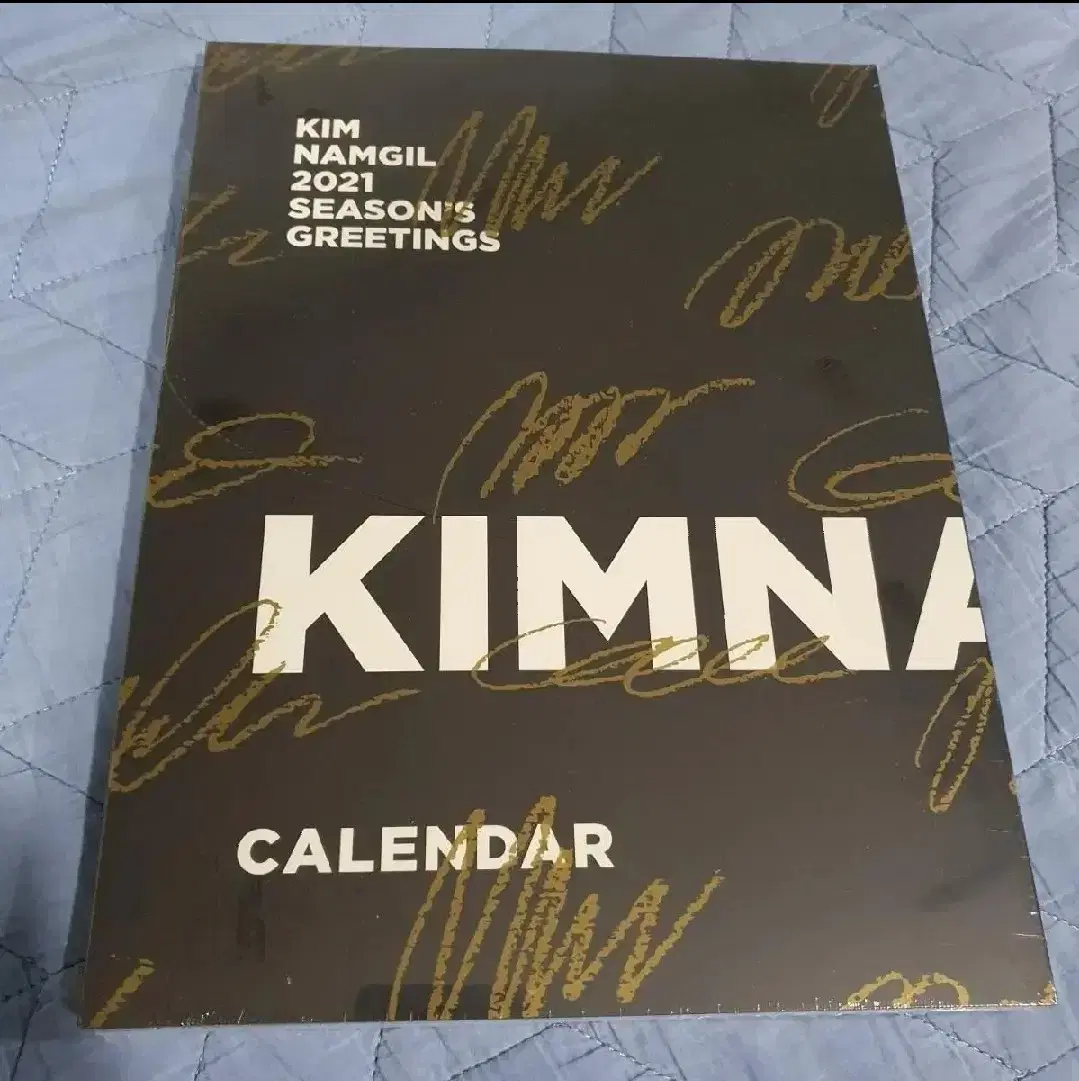 KIM
NAMGIL
2021
SEASON'S
GREETINGS
KIMNA
CALENDAR